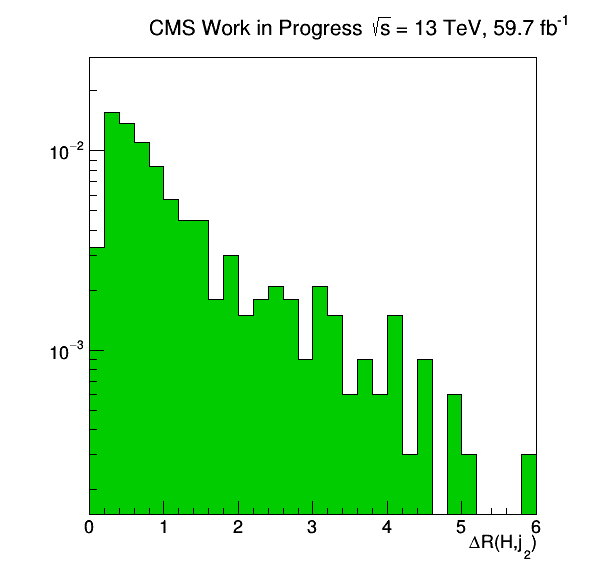 CMS Work in Progress √s = 13 TeV, 59.7 fb⁻¹
10⁻²
10⁻³
0 1 2 3 4 5 6
ΔR(H,j₂)